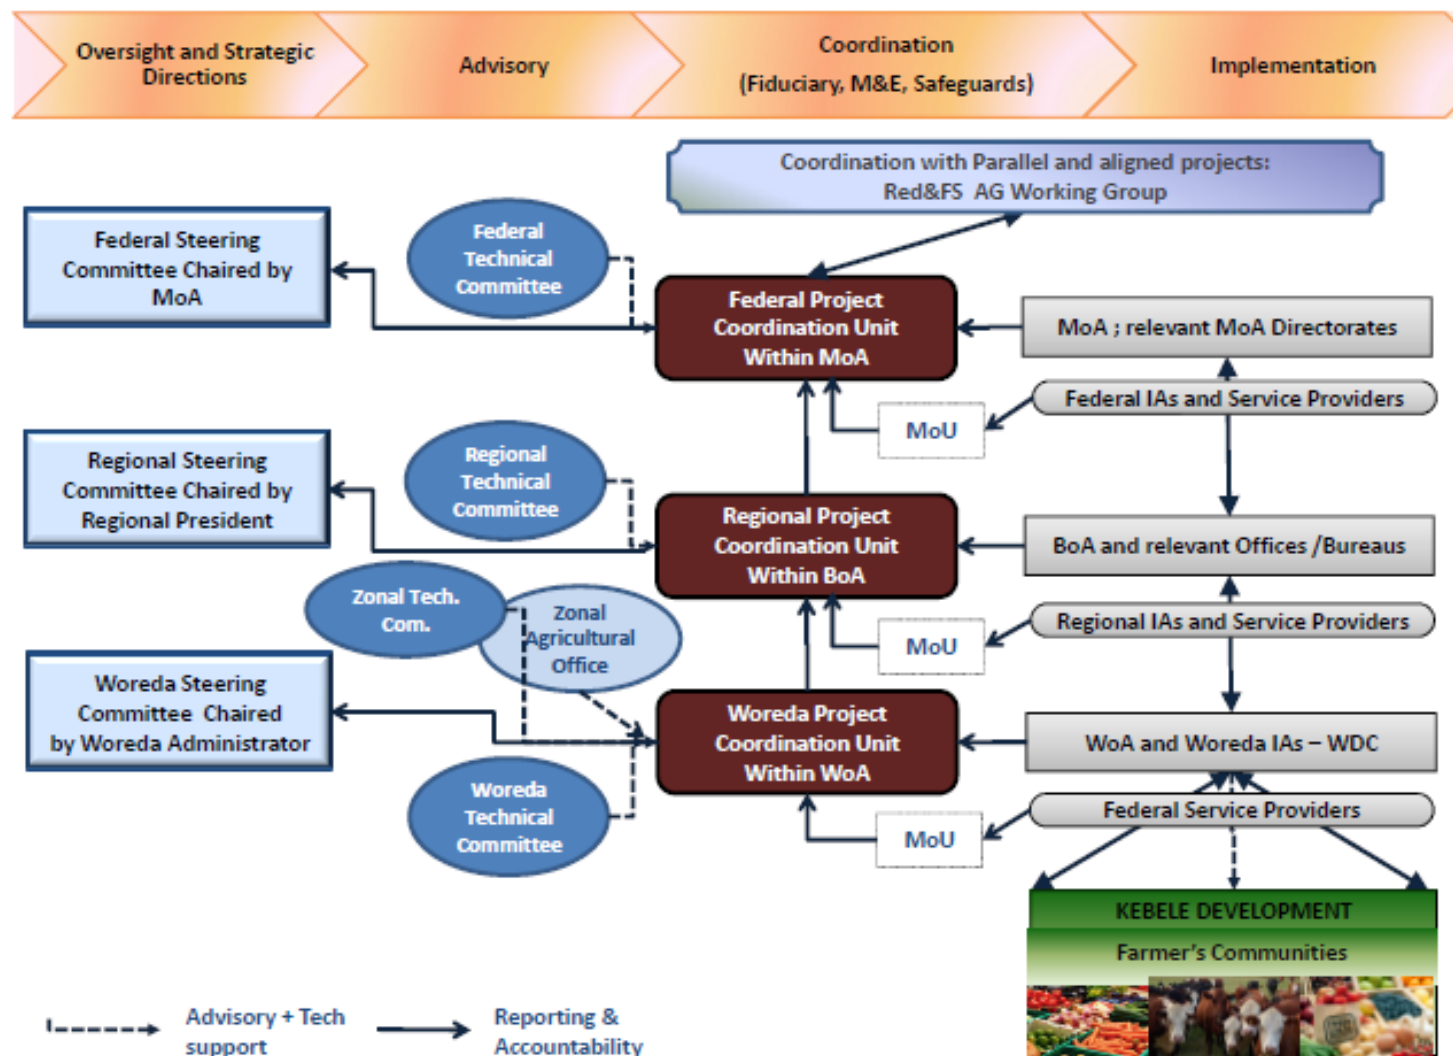 Oversight and Strategic
Directions
Advisory
Coordination
(Fiduciary, M&E, Safeguards)
Implementation
Coordination with Parallel and aligned projects:
Red&FS AG Working Group
Federal Steering
Committee Chaired by
MoA
Federal
Technical
Committee
Federal Project
Coordination Unit
Within MoA
MoA ; relevant MoA Directorates
Federal IAs and Service Providers
MoU
Regional Steering
Committee Chaired by
Regional President
Regional
Technical
Committee
Regional Project
Coordination Unit
Within BoA
BoA and relevant Offices /Bureaus
Zonal Tech.
Com.
Zonal
Agricultural
Office
MoU
Regional IAs and Service Providers
Woreda Steering
Committee Chaired
by Woreda Administrator
Woreda Project
Coordination Unit
Within WoA
WoA and Woreda IAs – WDC
Woreda
Technical
Committee
MoU
Federal Service Providers
KEBELE DEVELOPMENT
Farmer's Communities
Advisory + Tech
support
Reporting &
Accountability